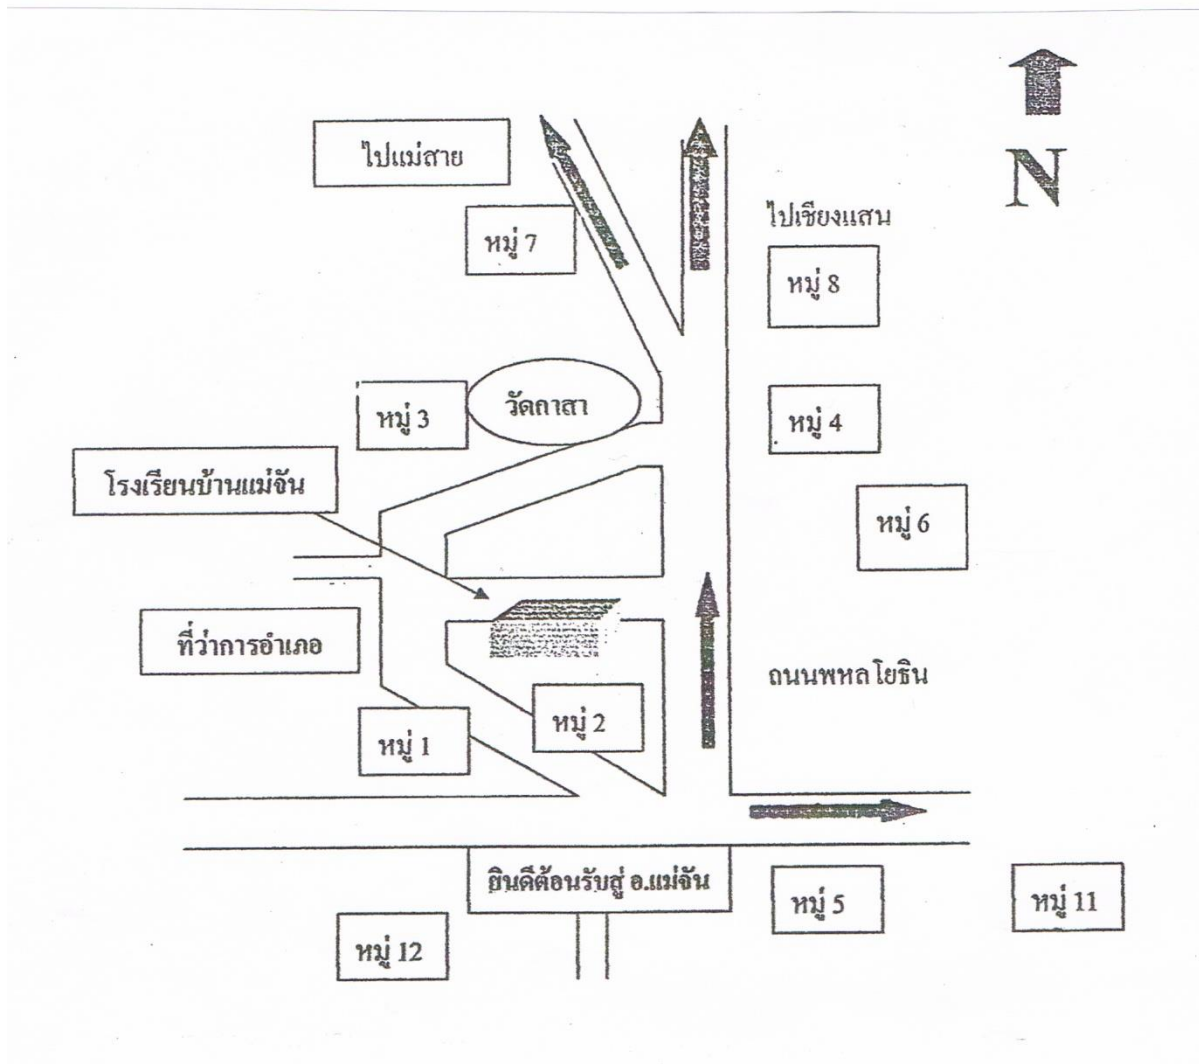 N
ไปแม่สาย
ไปเชียงแสน
หมู่ 7
หมู่ 8
วัดกาสา
หมู่ 3
หมู่ 4
โรงเรียนบ้านแม่จัน
หมู่ 6
ที่ว่าการอำเภอ
ถนนพหลโยธิน
หมู่ 2
หมู่ 1
ยินดีต้อนรับสู่ อ.แม่จัน
หมู่ 5
หมู่ 11
หมู่ 12